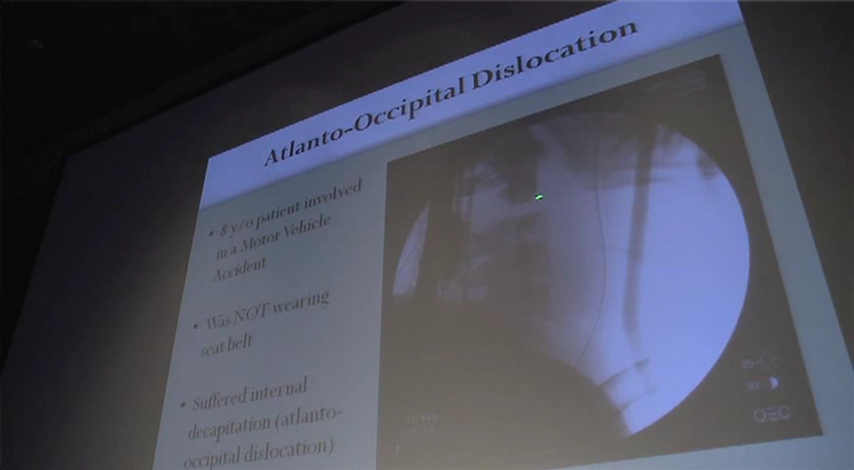 Atlanto-Occipital Dislocation
• 8 y/o patient involved
in a Motor Vehicle
Accident
• Was NOT wearing
seat belt
• Suffered internal
decapitation (atlanto-
occipital dislocation)
OEC